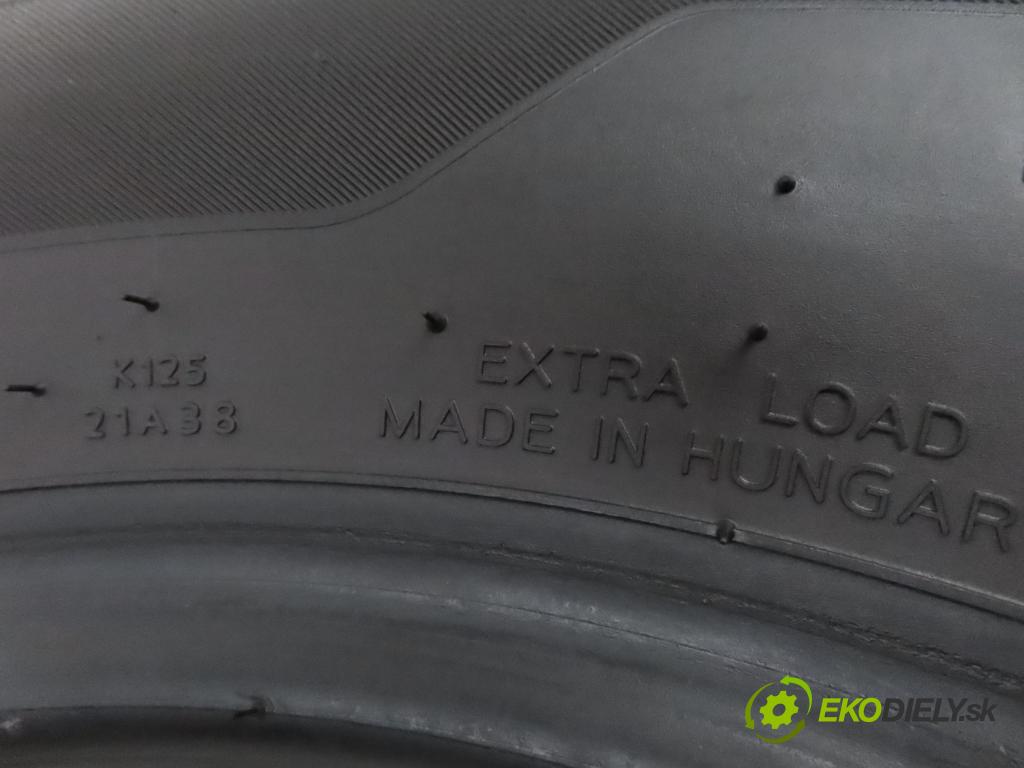 K125
21A38
EXTRA LOAD
MADE IN HUNGAR
EKODIELY.sk